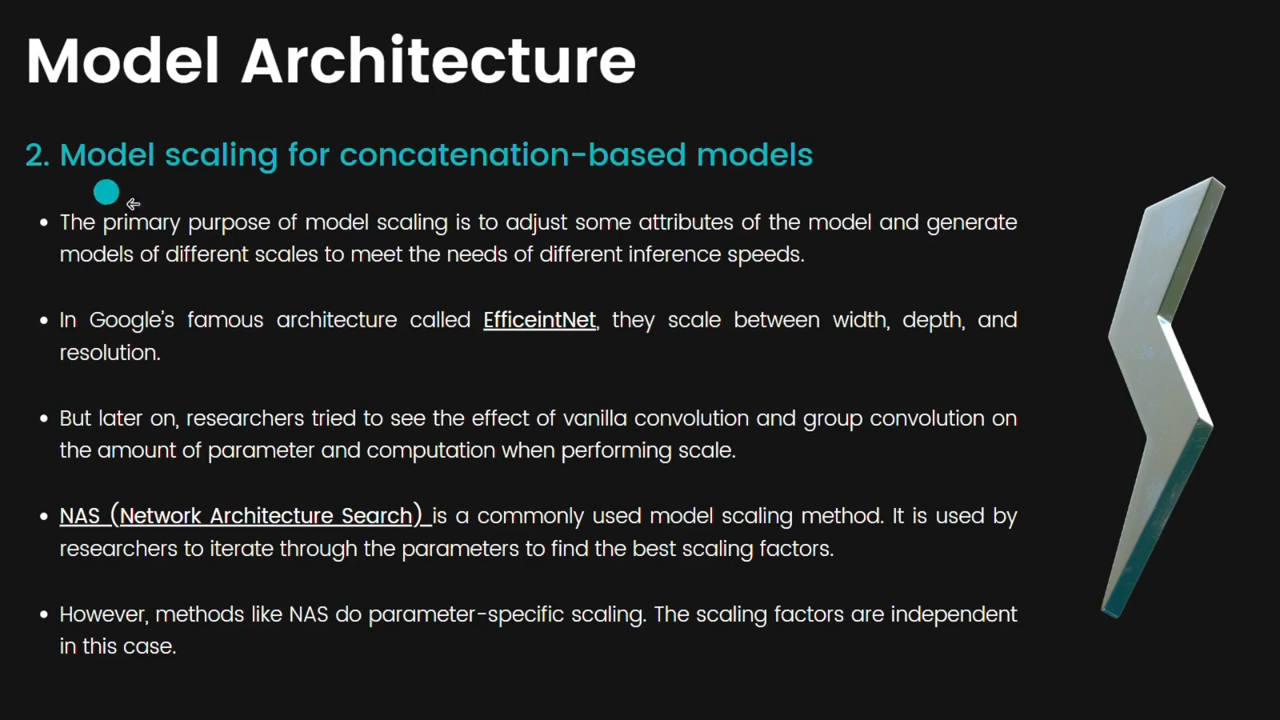 Model Architecture
2. Model scaling for concatenation-based models
• The primary purpose of model scaling is to adjust some attributes of the model and generate
models of different scales to meet the needs of different inference speeds.
• In Google's famous architecture called EfficeintNet, they scale between width, depth, and
resolution.
• But later on, researchers tried to see the effect of vanilla convolution and group convolution on
the amount of parameter and computation when performing scale.
• NAS (Network Architecture Search) is a commonly used model scaling method. It is used by
researchers to iterate through the parameters to find the best scaling factors.
• However, methods like NAS do parameter-specific scaling. The scaling factors are independent
in this case.